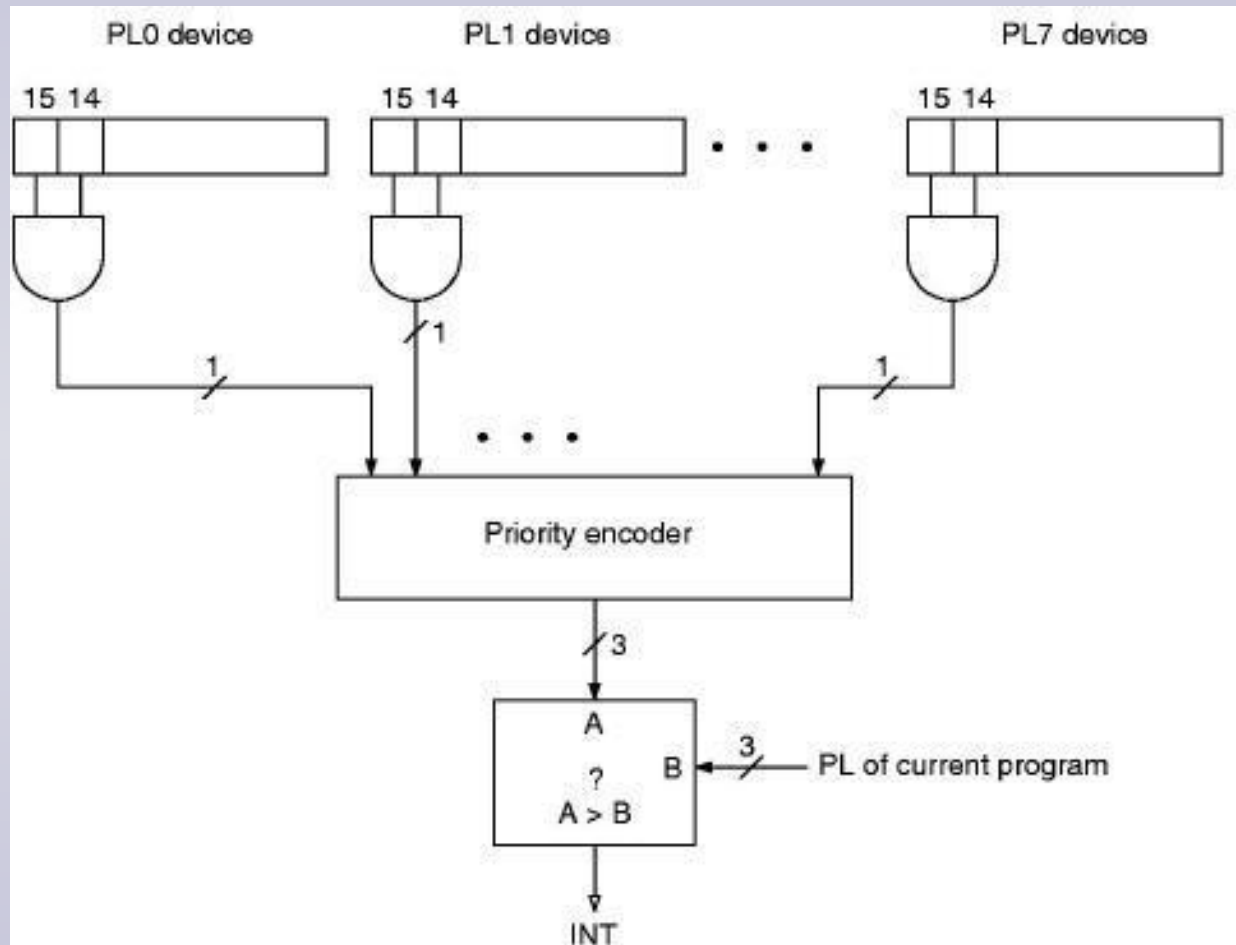 PL0 device
PL1 device
PL7 device
15 14
15 14
15 14
1
1
1
Priority encoder
3
A
B
3
PL of current program
?
A > B
INT